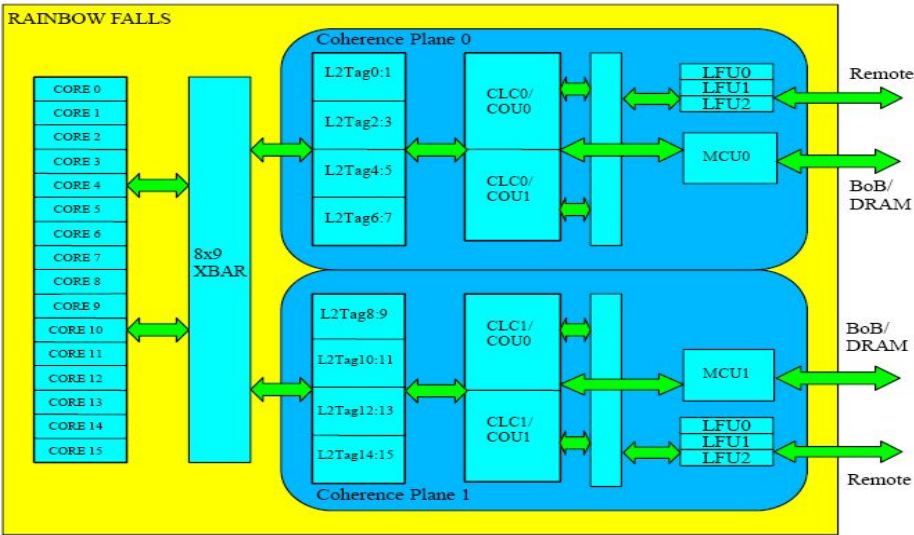 RAINBOW FALLS
CORE 0
CORE 1
CORE 2
CORE 3
CORE 4
CORE 5
CORE 6
CORE 7
CORE 8
CORE 9
CORE 10
CORE 11
CORE 12
CORE 13
CORE 14
CORE 15
8x9
XBAR
Coherence Plane 0
L2Tag0:1
L2Tag2:3
L2Tag4:5
L2Tag6:7
CLC0/
COU0
CLC0/
COU1
LFU0
LFU1
LFU2
MCU0
Remote
BoB/
DRAM
L2Tag8:9
L2Tag10:11
L2Tag12:13
L2Tag14:15
CLC1/
COU0
CLC1/
COU1
MCU1
LFU0
LFU1
LFU2
BoB/
DRAM
Remote
Coherence Plane 1